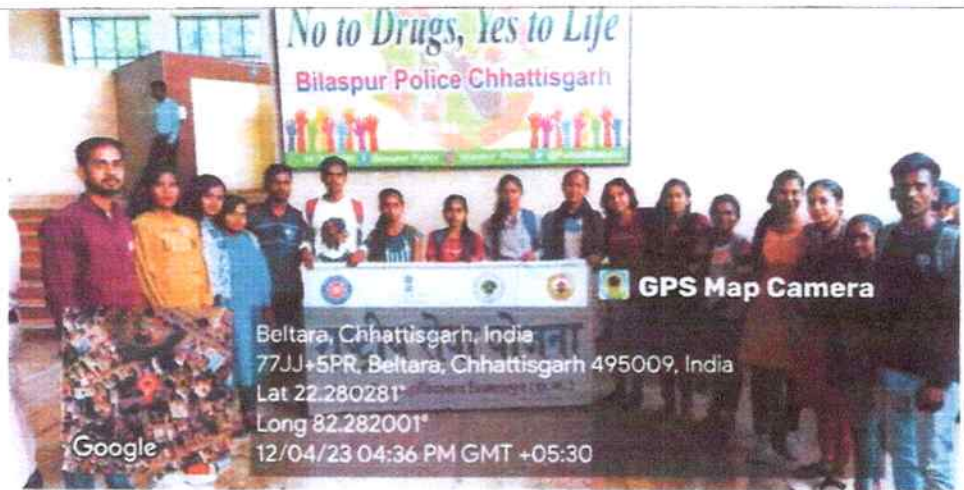 No to Drugs, Yes to Life
Bilaspur Police Chhattisgarh
GPS Map Camera
Beltara, Chhattisgarh, India
77JJ+5PR, Beltara, Chhattisgarh 495009, India
Lat 22.280281°
Long 82.282001°
12/04/23 04:36 PM GMT +05:30
Google